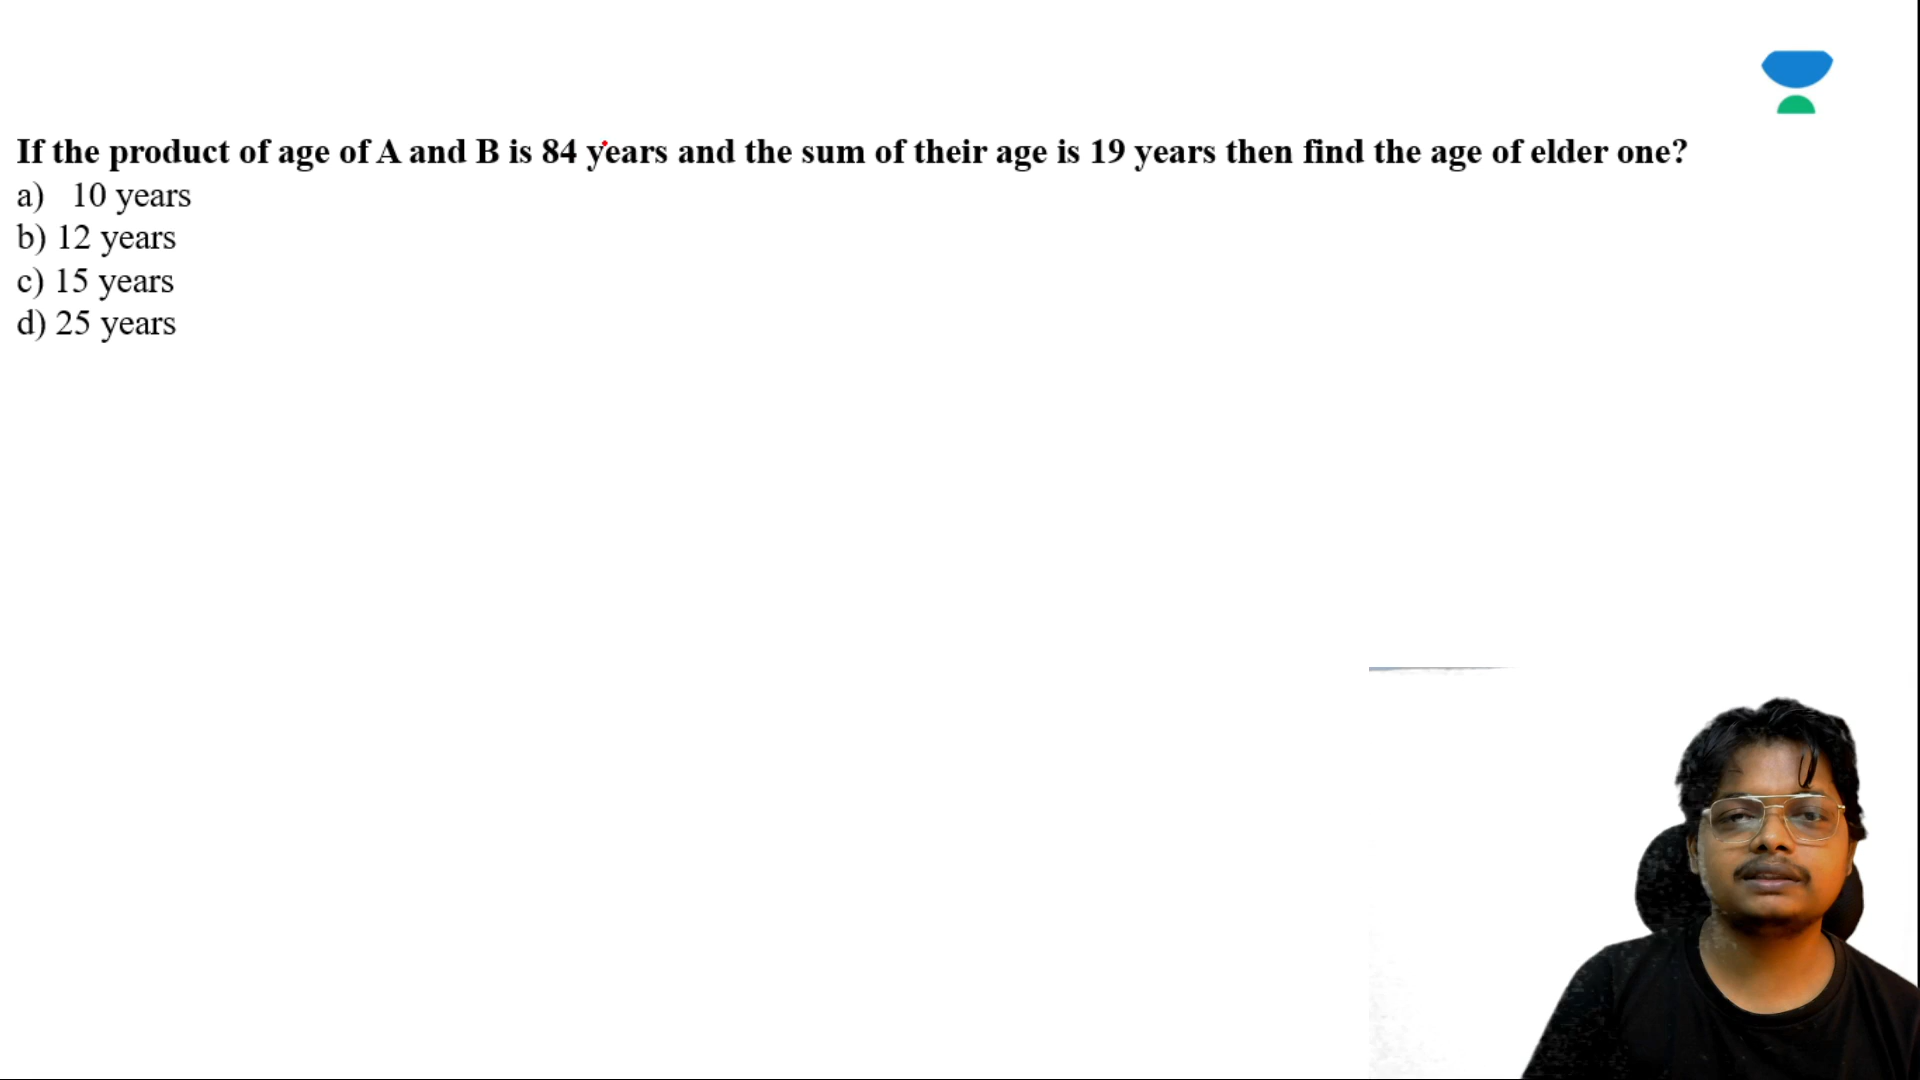 If the product of age of A and B is 84 years and the sum of their age is 19 years then find the age of elder one?
a) 10 years
b) 12 years
c) 15 years
d) 25 years